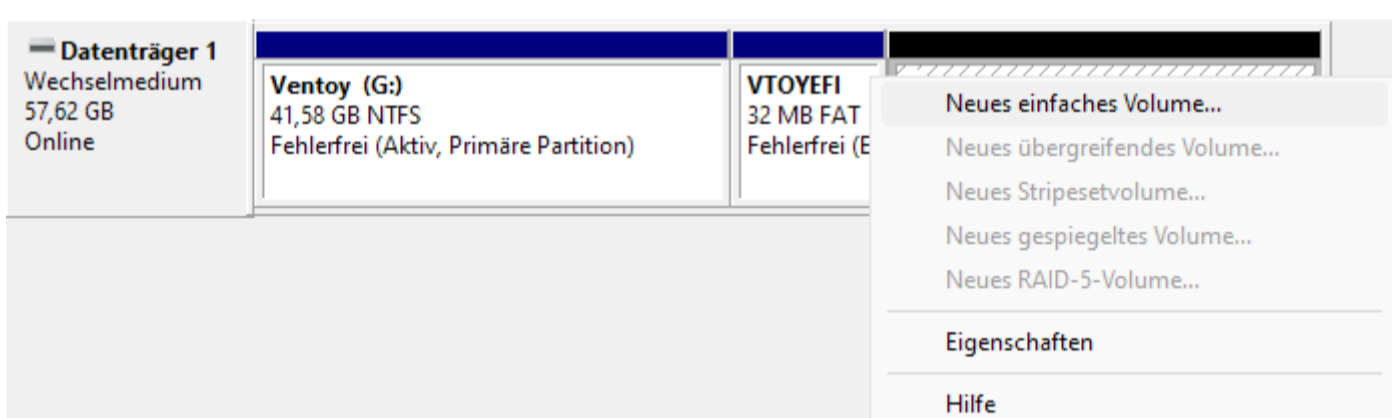 Datenträger 1
Wechselmedium
57,62 GB
Online
Ventoy (G:)
41,58 GB NTFS
Fehlerfrei (Aktiv, Primäre Partition)
VTOYEFI
32 MB FAT
Fehlerfrei (E
Neues einfaches Volume...
Neues übergreifendes Volume...
Neues Stripesetvolume...
Neues gespiegeltes Volume...
Neues RAID-5-Volume...
Eigenschaften
Hilfe